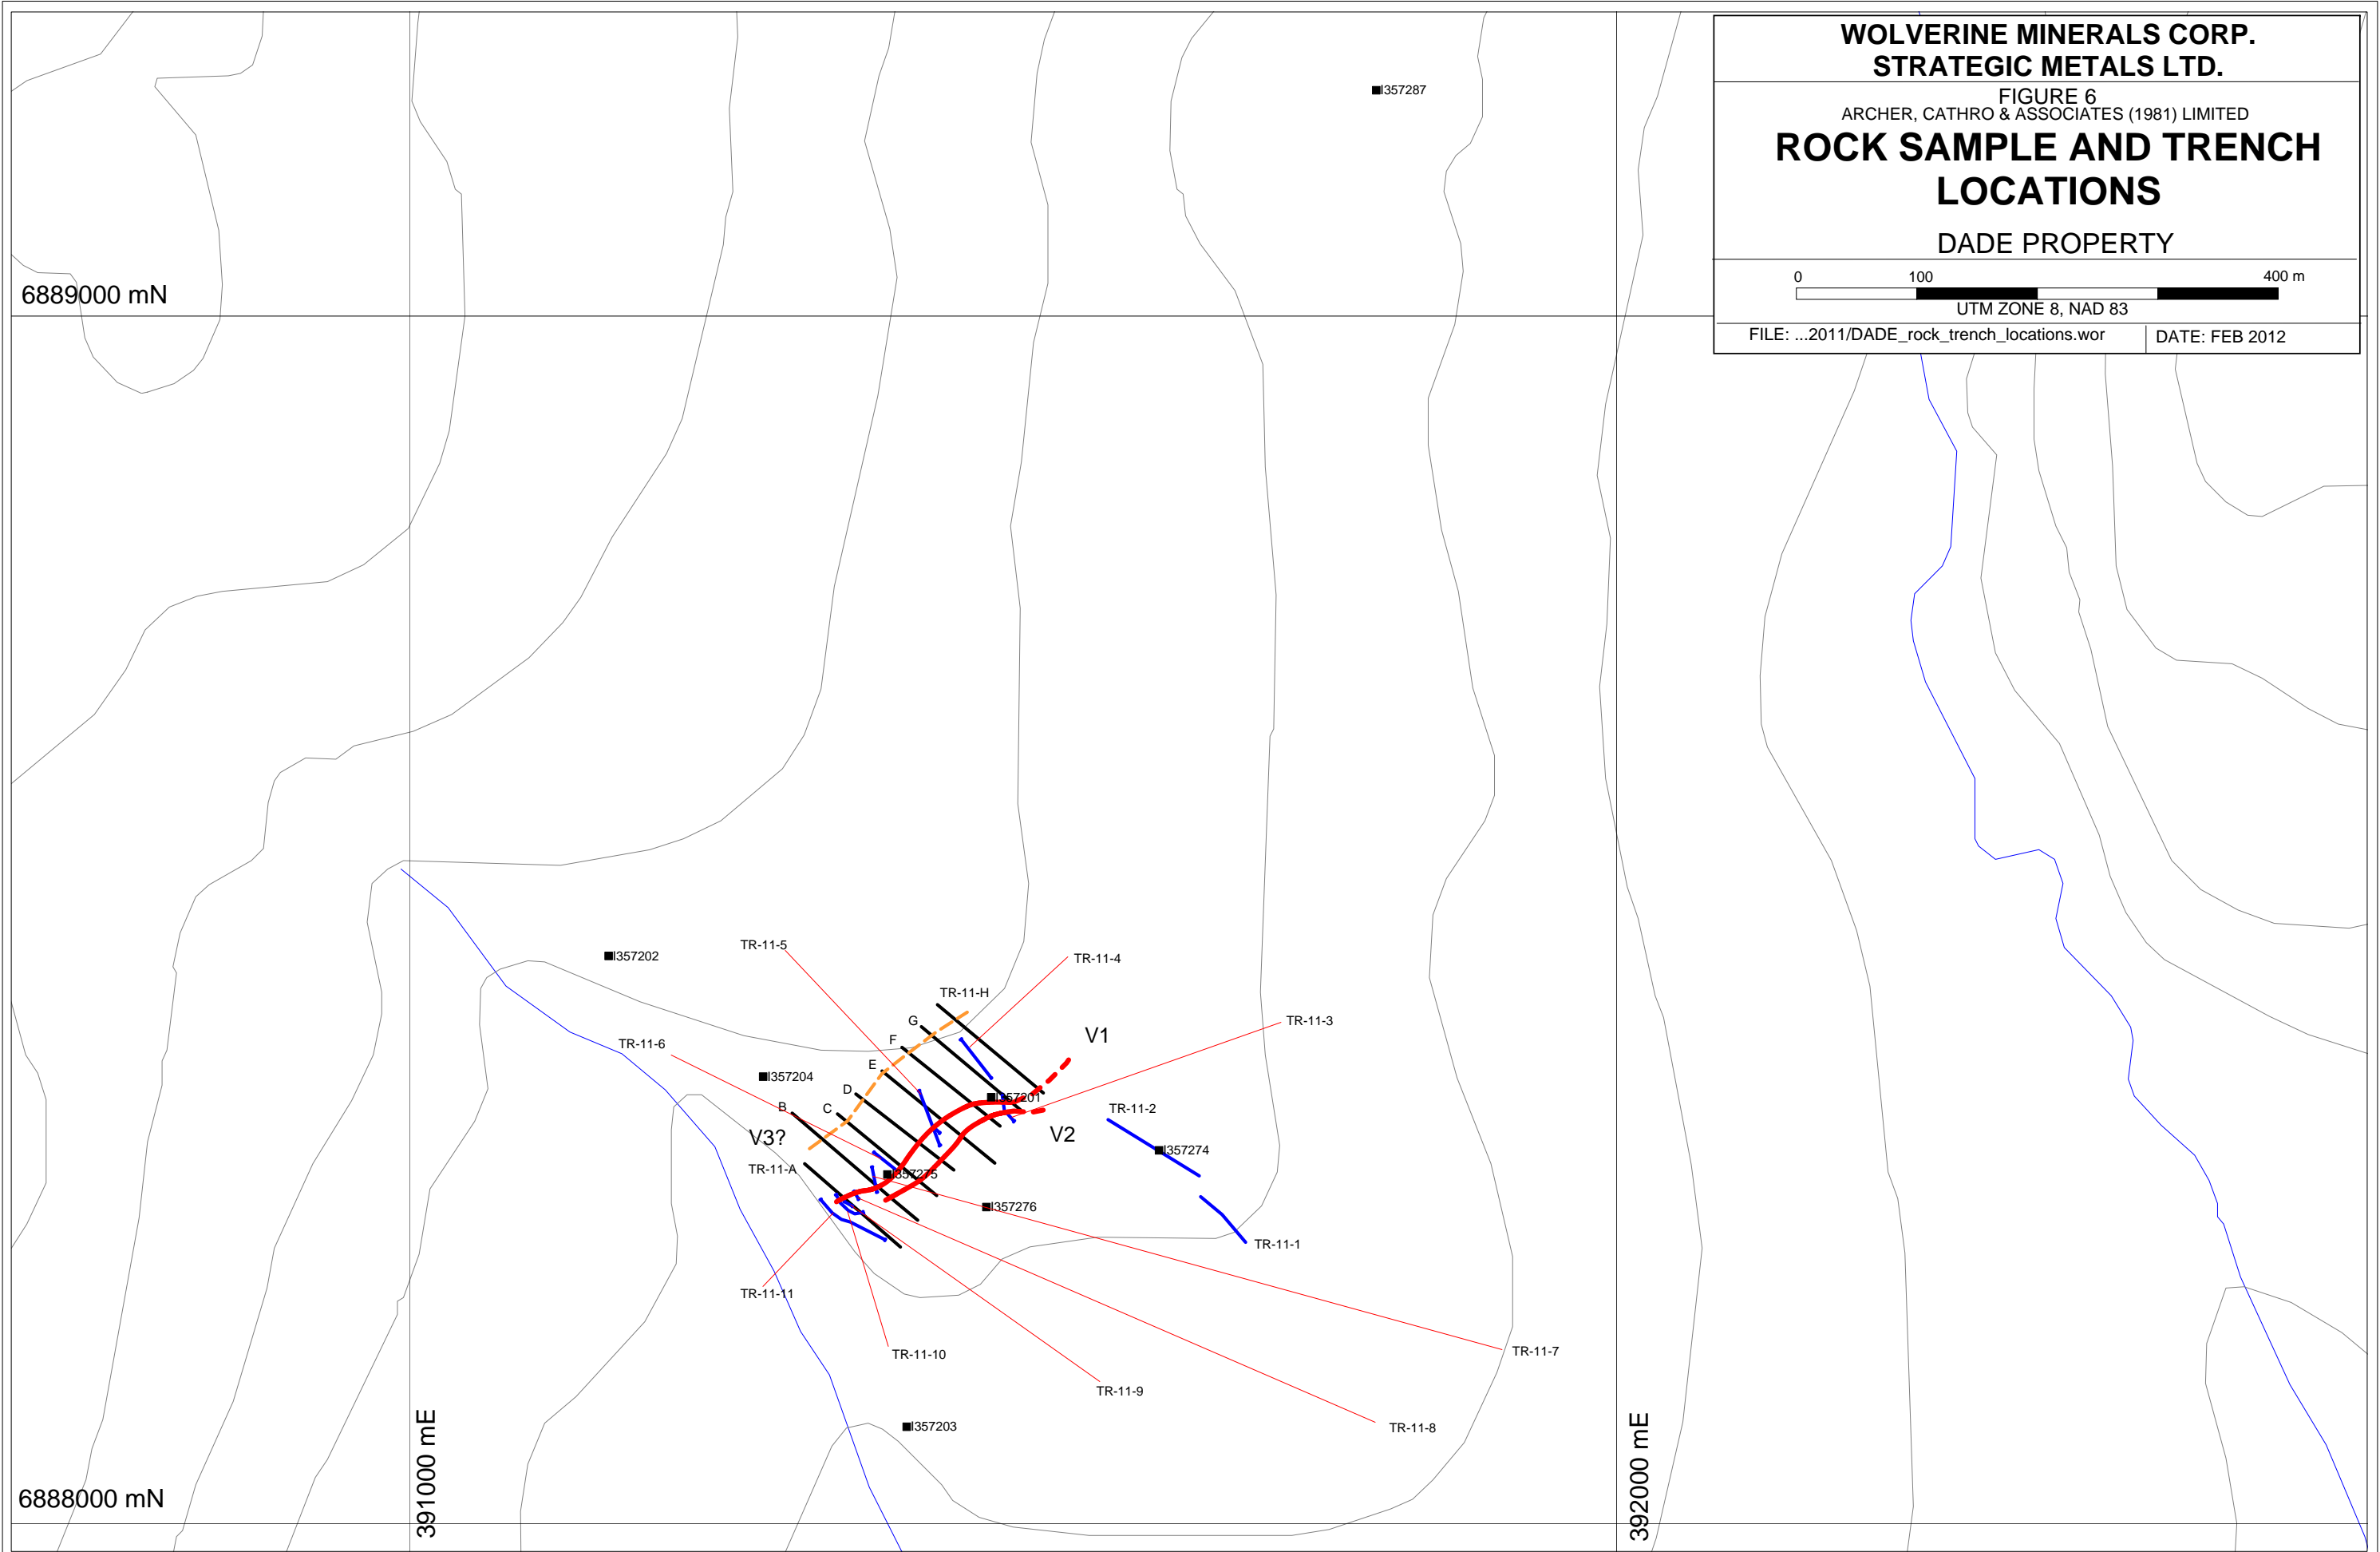 WOLVERINE MINERALS CORP.
STRATEGIC METALS LTD.
FIGURE 6
ARCHER, CATHRO & ASSOCIATES (1981) LIMITED
ROCK SAMPLE AND TRENCH
LOCATIONS
DADE PROPERTY
0 100 400 m
UTM ZONE 8, NAD 83
FILE: ...2011/DADE_rock_trench_locations.wor DATE: FEB 2012
I357287
6889000 mN
I357202
TR-11-5
TR-11-4
TR-11-H
G
TR-11-3
F
V1
TR-11-6
E
I357204
D
I357201
B
C
TR-11-2
V3?
V2
I357274
TR-11-A
I357275
I357276
TR-11-1
TR-11-11
TR-11-10
TR-11-7
TR-11-9
I357203
TR-11-8
391000 mE
392000 mE
6888000 mN